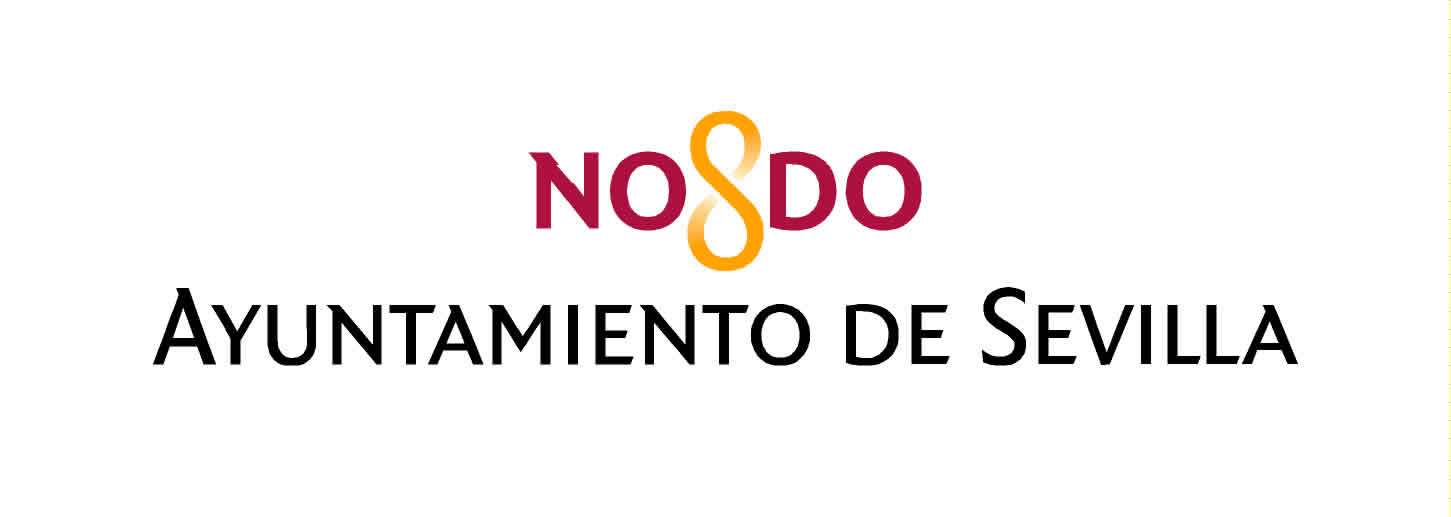 NO8DO
AYUNTAMIENTO DE SEVILLA